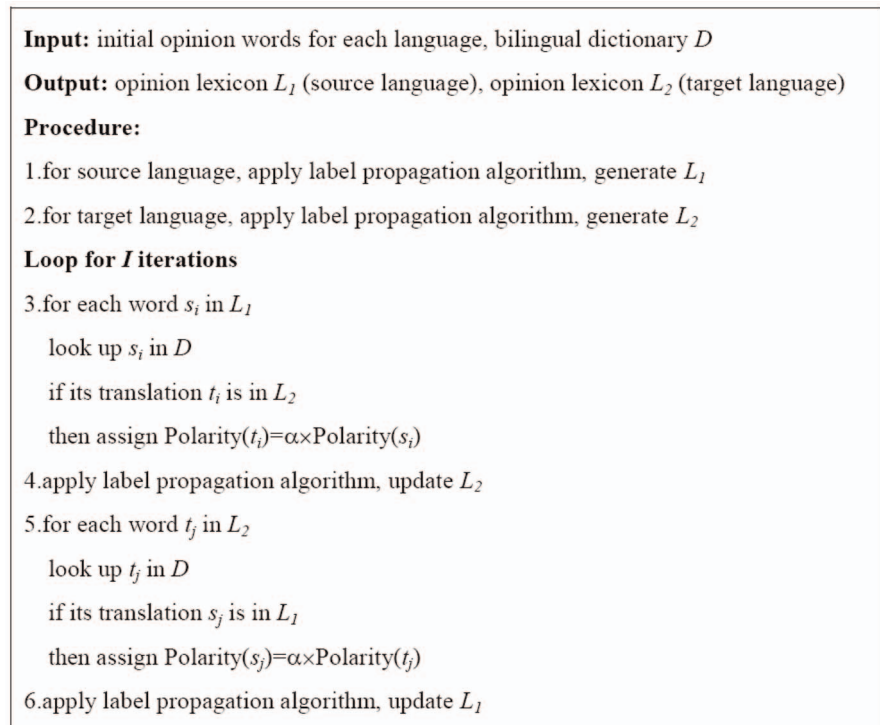 Input: initial opinion words for each language, bilingual dictionary D
Output: opinion lexicon L1 (source language), opinion lexicon L2 (target language)
Procedure:
1.for source language, apply label propagation algorithm, generate L1
2.for target language, apply label propagation algorithm, generate L2
Loop for I iterations
3.for each word si in L1
look up si in D
if its translation ti is in L2
then assign Polarity(ti)=α×Polarity(si)
4.apply label propagation algorithm, update L2
5.for each word tj in L2
look up tj in D
if its translation sj is in L1
then assign Polarity(sj)=α×Polarity(tj)
6.apply label propagation algorithm, update L1